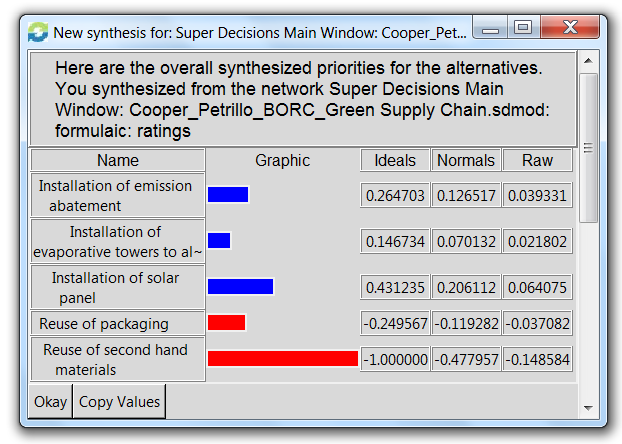 New synthesis for: Super Decisions Main Window: Cooper_Pet...
Here are the overall synthesized priorities for the alternatives.
You synthesized from the network Super Decisions Main
Window: Cooper_Petrillo_BORC_Green Supply Chain.sdmod:
formulaic: ratings
Name Graphic Ideals Normals Raw
Installation of emission
abatement 0.264703 0.126517 0.039331
Installation of
evaporative towers to al~ 0.146734 0.070132 0.021802
Installation of solar
panel 0.431235 0.206112 0.064075
Reuse of packaging -0.249567 -0.119282 -0.037082
Reuse of second hand
materials -1.000000 -0.477957 -0.148584
Okay Copy Values